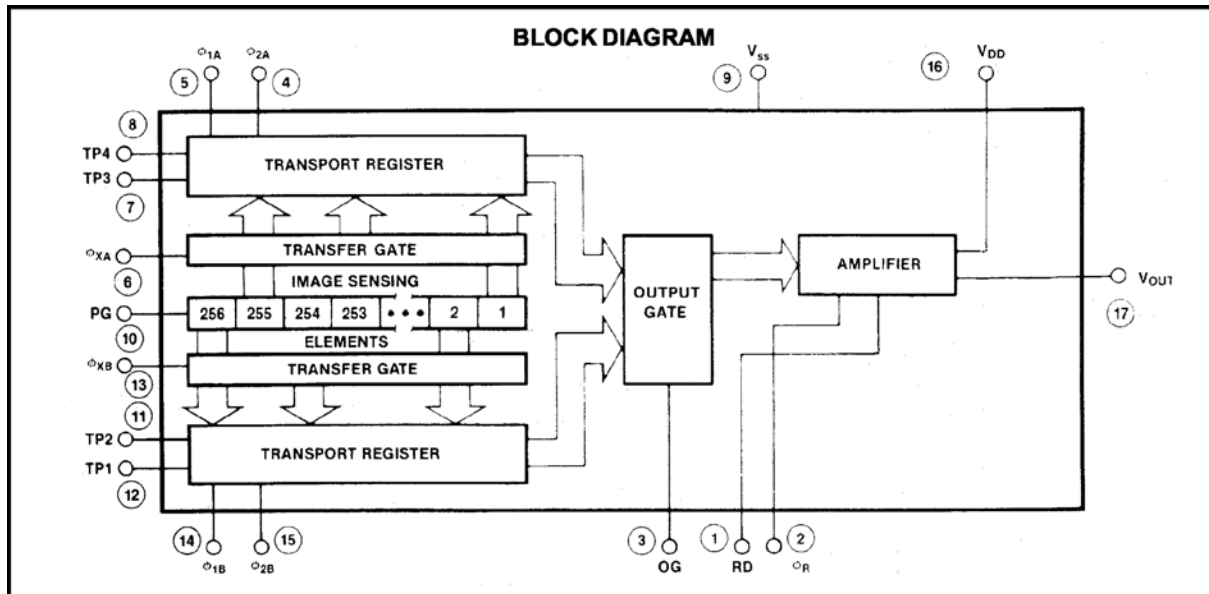 BLOCK DIAGRAM
Φ1A Φ2A Vss VDD
5 4 9 16
8
TP4 TRANSPORT REGISTER
TP3
7
ΦXA TRANSFER GATE
6 IMAGE SENSING
PG 256 255 254 253 ••• 2 1
10 ELEMENTS
ΦXB TRANSFER GATE
13
11
TP2 TRANSPORT REGISTER
TP1
12
OUTPUT
GATE
AMPLIFIER
VOUT
17
14 15 3 1 2
Φ1B Φ2B OG RD ΦR